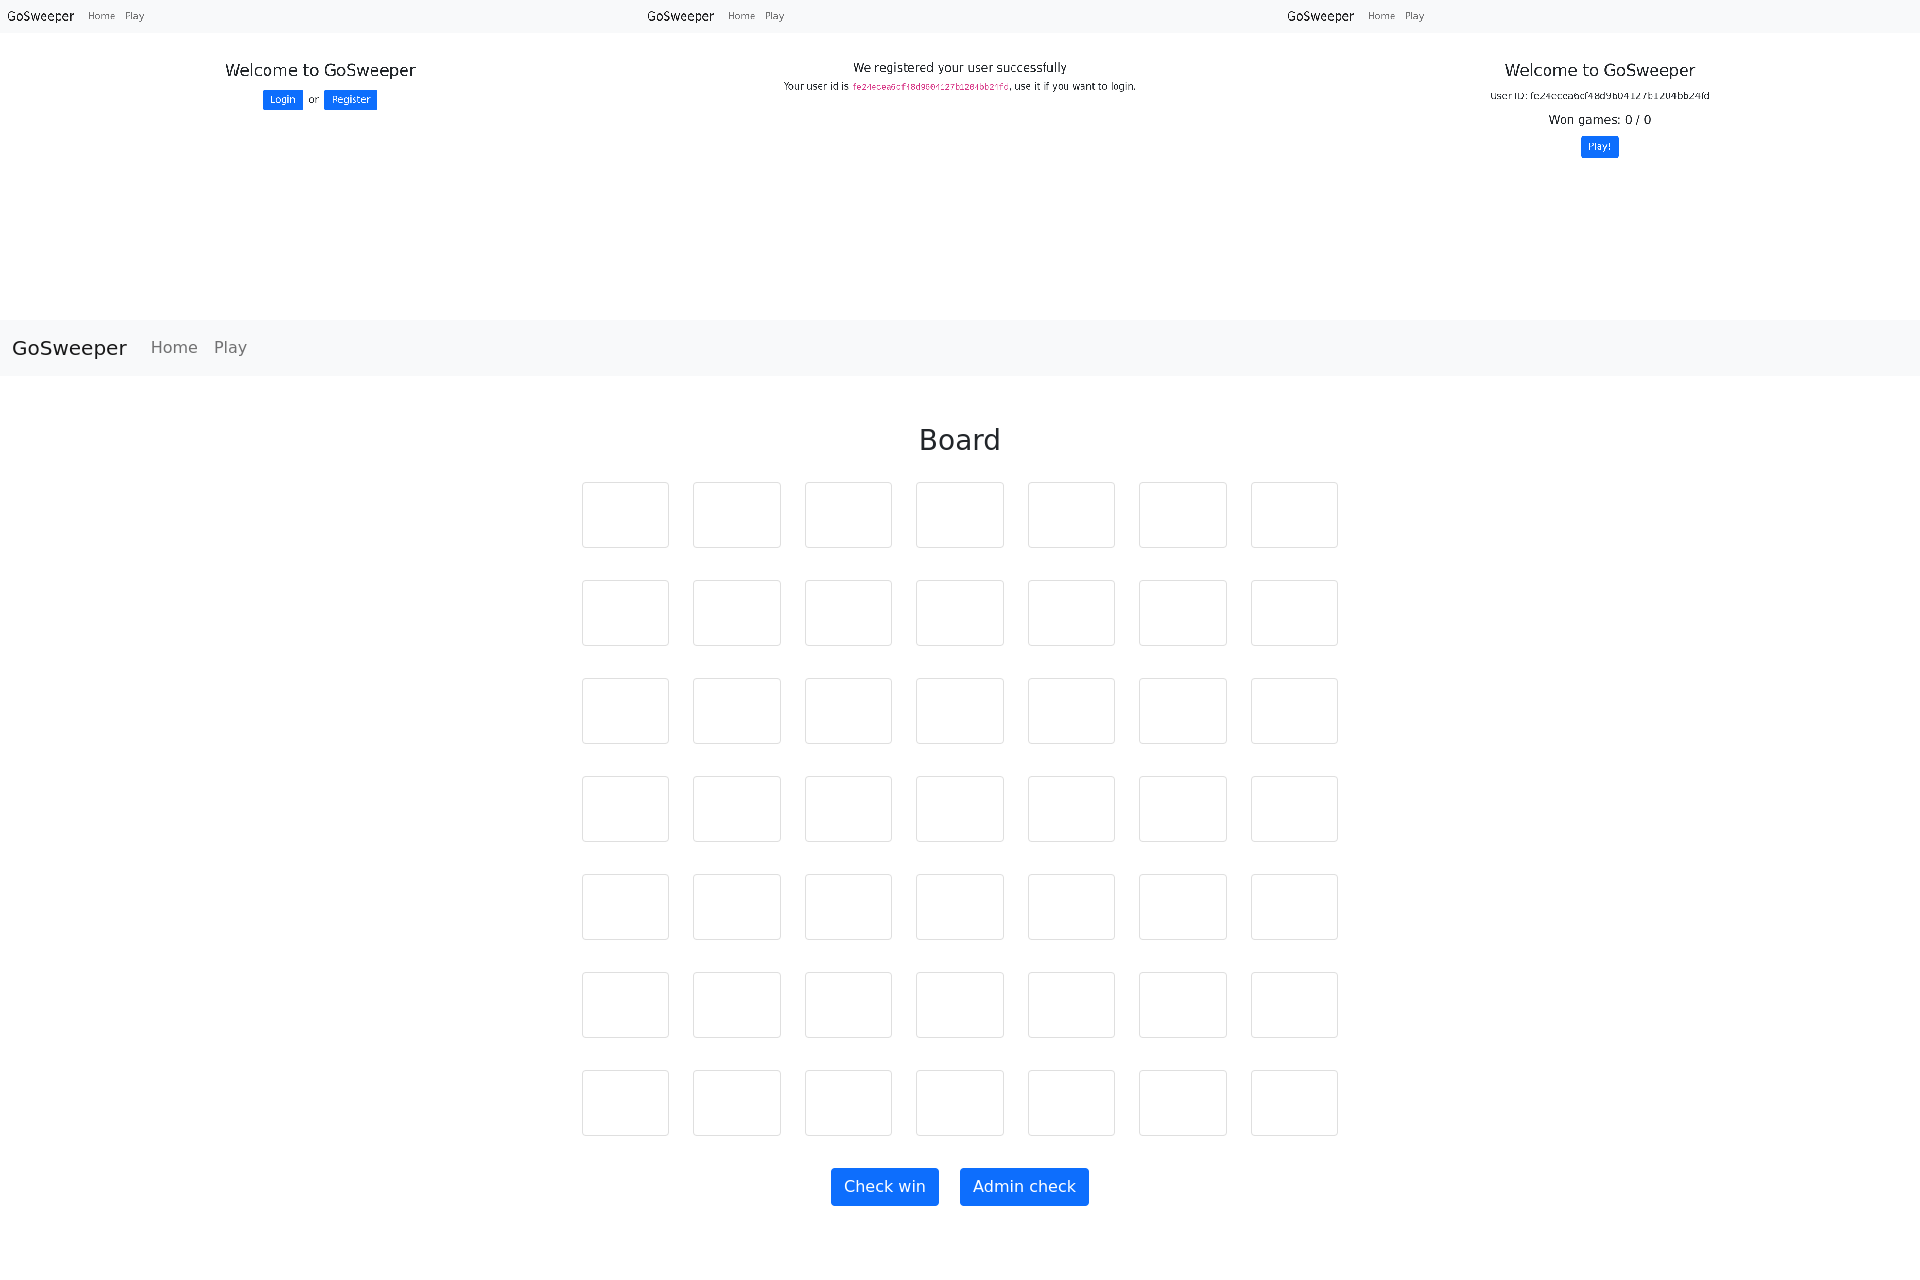 GoSweeper Home Play
Welcome to GoSweeper
Login or Register
GoSweeper Home Play
We registered your user successfully
Your user id is , use it if you want to login.
GoSweeper Home Play
Welcome to GoSweeper
User ID:
Won games: 0 / 0
Play!
GoSweeper Home Play
Board
Check win Admin check